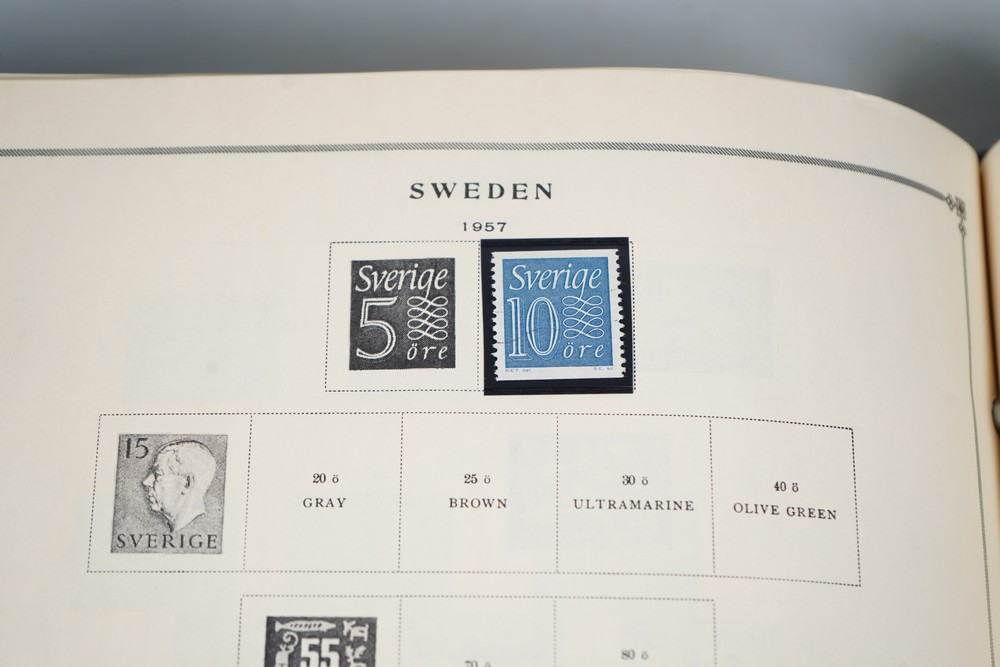 SWEDEN
1957
Sverige
5
öre
Sverige
10
öre
15
SVERIGE
20 ö
GRAY
25 ö
BROWN
30 ö
ULTRAMARINE
40 ö
OLIVE GREEN
55
70 ö
80 ö